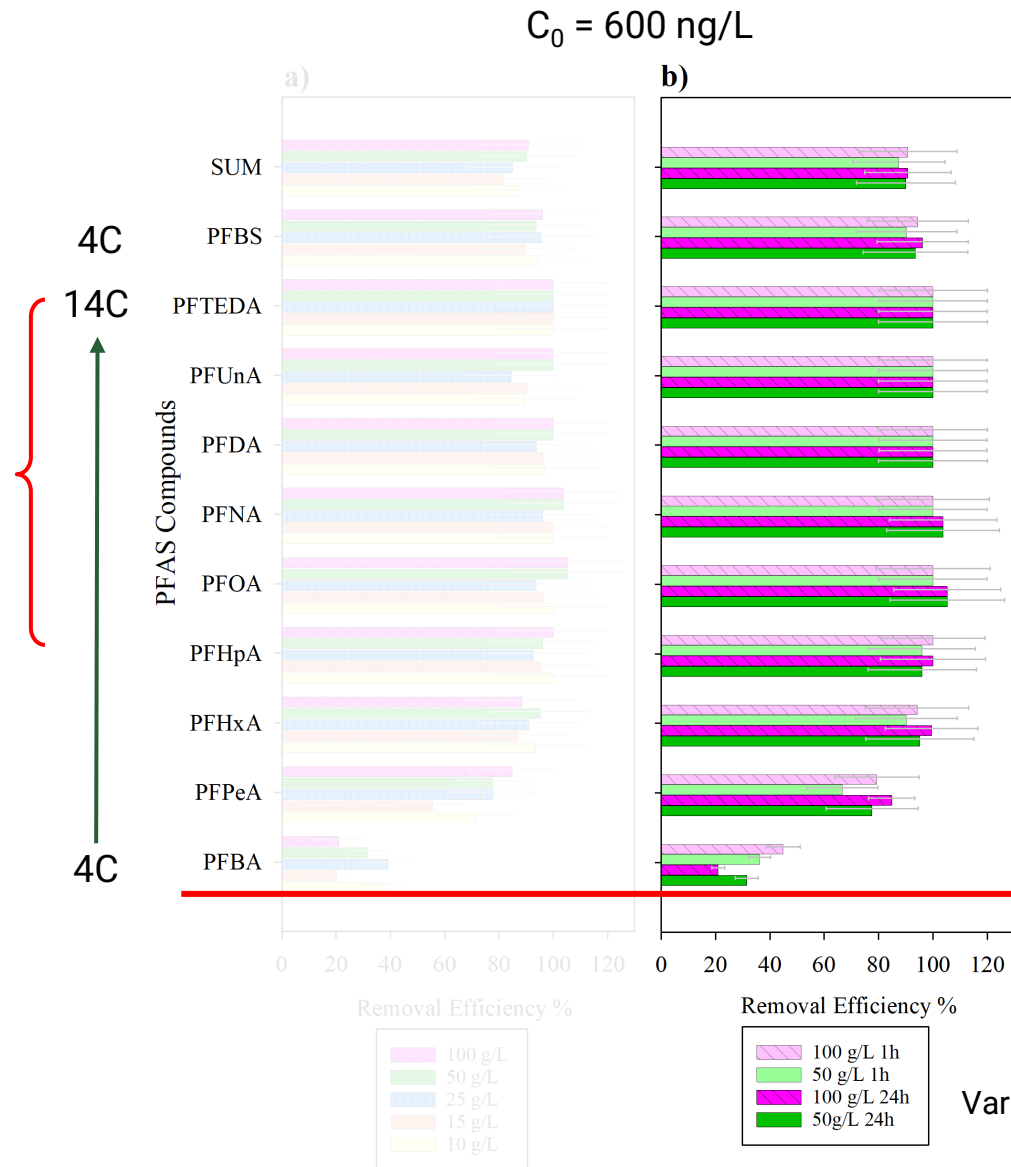 C₀ = 600 ng/L
a)
b)
SUM
4C
PFBS
14C
PFTEDA
PFUnA
PFDA
PFNA
PFAS Compounds
PFOA
PFHpA
PFHxA
PFPeA
PFBA
4C
0 20 40 60 80 100 120
0 20 40 60 80 100 120
Removal Efficiency %
Removal Efficiency %
100 g/L
50 g/L
25 g/L
15 g/L
10 g/L
100 g/L 1h
50 g/L 1h
100 g/L 24h
50g/L 24h
Var